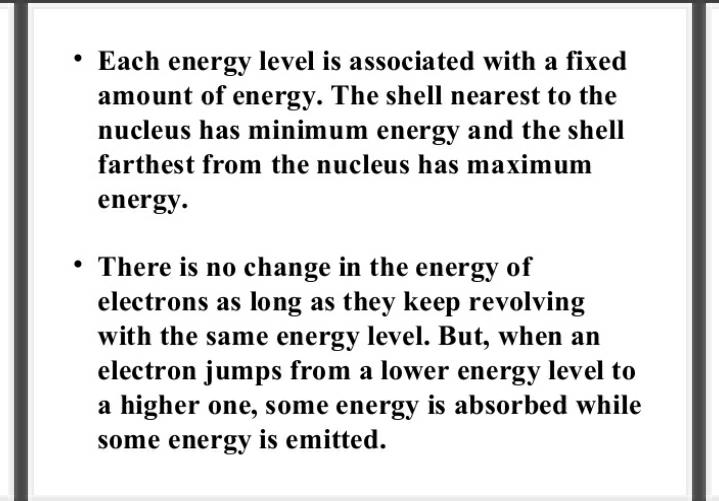 • Each energy level is associated with a fixed
amount of energy. The shell nearest to the
nucleus has minimum energy and the shell
farthest from the nucleus has maximum
energy.
• There is no change in the energy of
electrons as long as they keep revolving
with the same energy level. But, when an
electron jumps from a lower energy level to
a higher one, some energy is absorbed while
some energy is emitted.